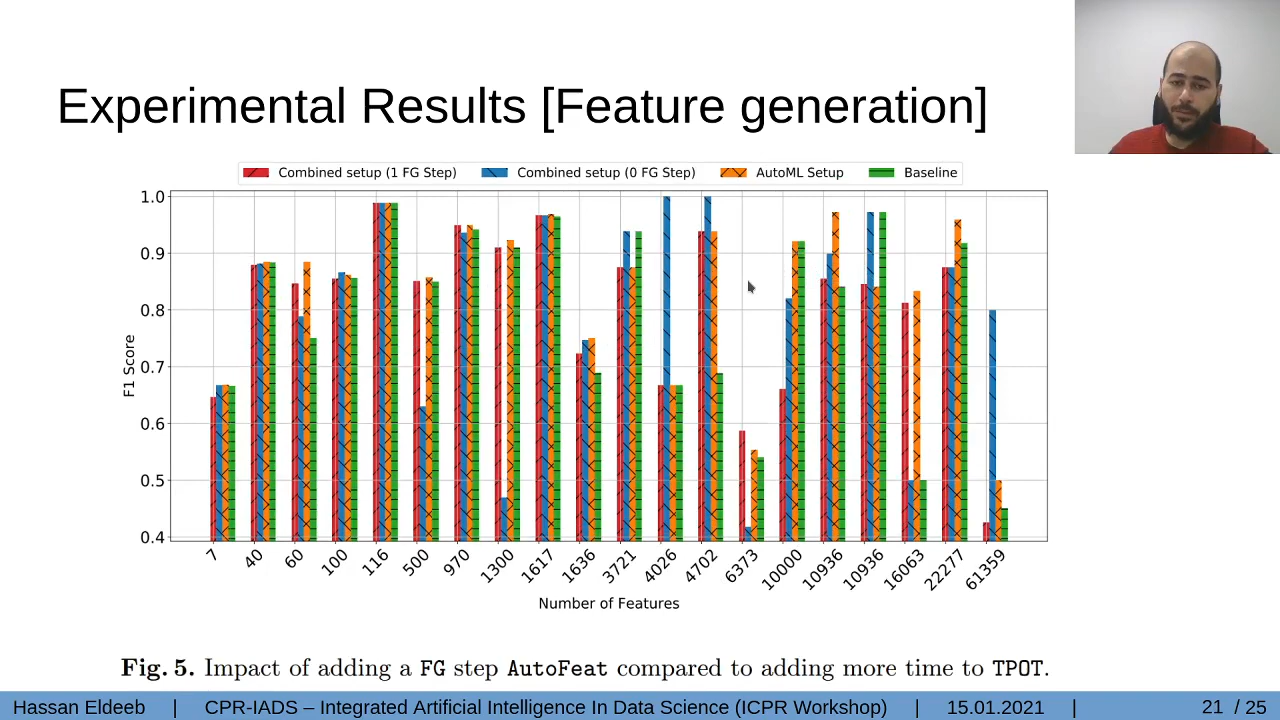 Experimental Results [Feature generation]
Combined setup (1 FG Step) Combined setup (0 FG Step) AutoML Setup Baseline
1.0
0.9
0.8
0.7
0.6
0.5
0.4
F1 Score
7 40 60 100 116 500 970 1300 1617 1636 3721 4026 4702 6373 10000 10936 10936 16063 22277 61359
Number of Features
Fig. 5. Impact of adding a FG step AutoFeat compared to adding more time to TPOT.
Hassan Eldeeb | CPR-IADS – Integrated Artificial Intelligence In Data Science (ICPR Workshop) | 15.01.2021 | 21 / 25